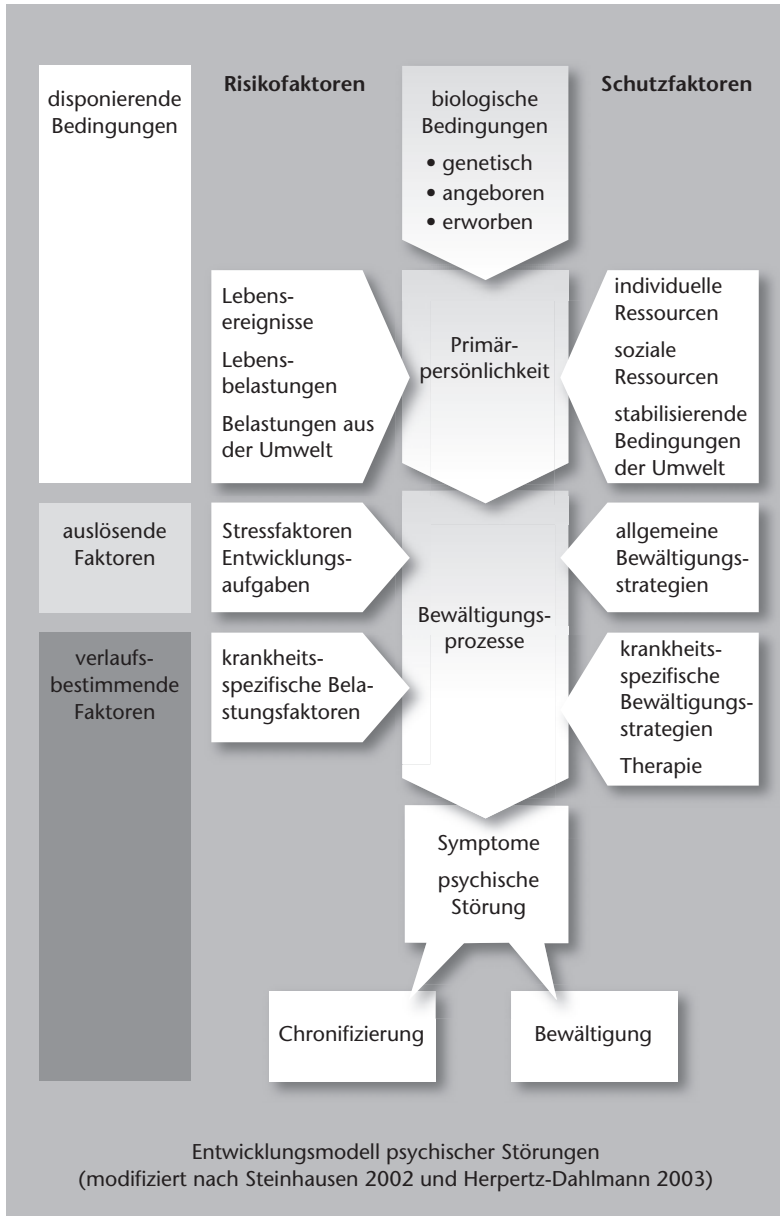 disponierende
Bedingungen
Risikofaktoren
biologische
Bedingungen
• genetisch
• angeboren
• erworben
Schutzfaktoren
Lebens-
ereignisse
Lebens-
belastungen
Belastungen aus
der Umwelt
Primär-
persönlichkeit
individuelle
Ressourcen
soziale
Ressourcen
stabilisierende
Bedingungen
der Umwelt
auslösende
Faktoren
Stressfaktoren
Entwicklungs-
aufgaben
allgemeine
Bewältigungs-
strategien
Bewältigungs-
prozesse
verlaufs-
bestimmende
Faktoren
krankheits-
spezifische Bela-
stungsfaktoren
krankheits-
spezifische
Bewältigungs-
strategien
Therapie
Symptome
psychische
Störung
Chronifizierung
Bewältigung
Entwicklungsmodell psychischer Störungen
(modifiziert nach Steinhausen 2002 und Herpertz-Dahlmann 2003)